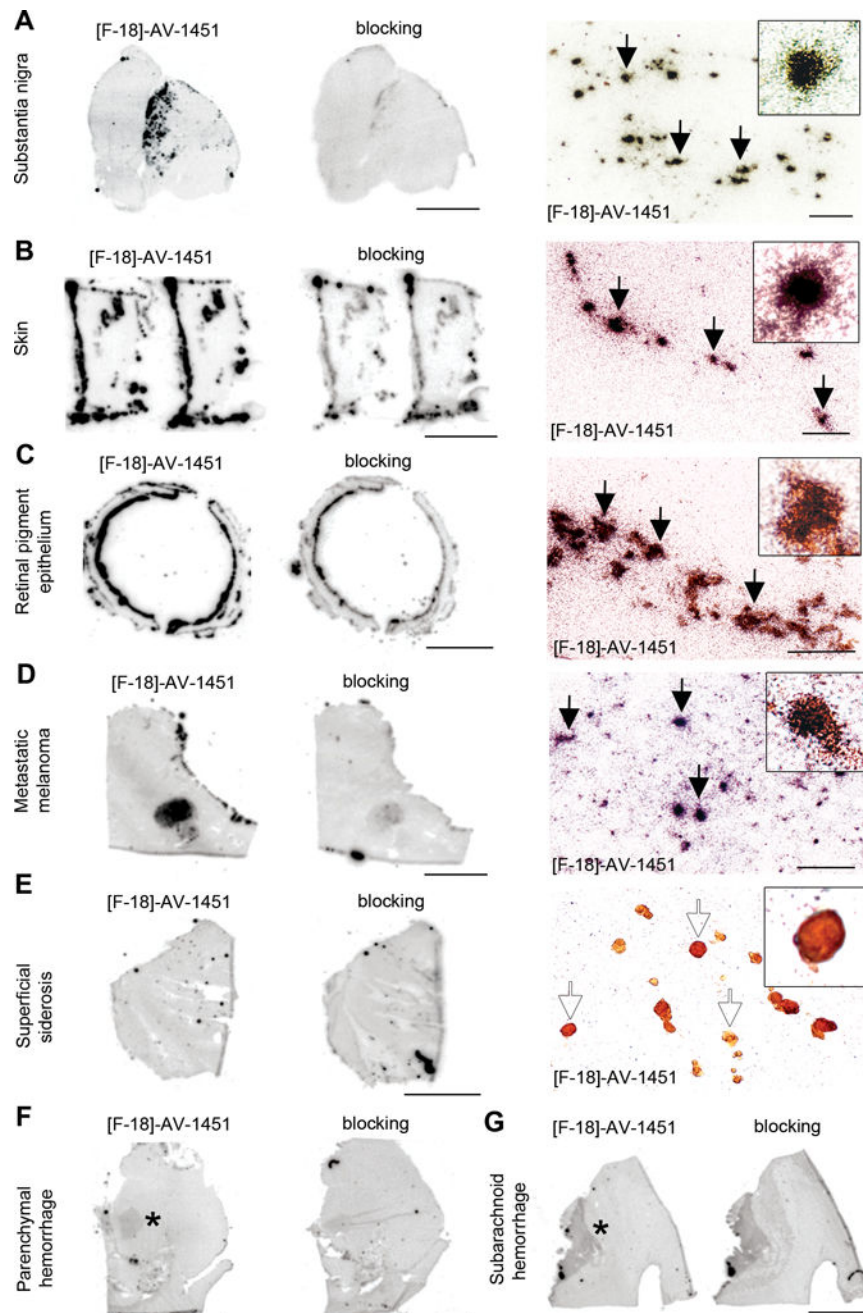 A
[F-18]-AV-1451
blocking
Substantia nigra
[F-18]-AV-1451
B
[F-18]-AV-1451
blocking
Skin
[F-18]-AV-1451
C
[F-18]-AV-1451
blocking
Retinal pigment
epithelium
[F-18]-AV-1451
D
[F-18]-AV-1451
blocking
Metastatic
melanoma
[F-18]-AV-1451
E
[F-18]-AV-1451
blocking
Superficial
siderosis
[F-18]-AV-1451
F
[F-18]-AV-1451
blocking
Parenchymal
hemorrhage
*
G
[F-18]-AV-1451
blocking
Subarachnoid
hemorrhage
*